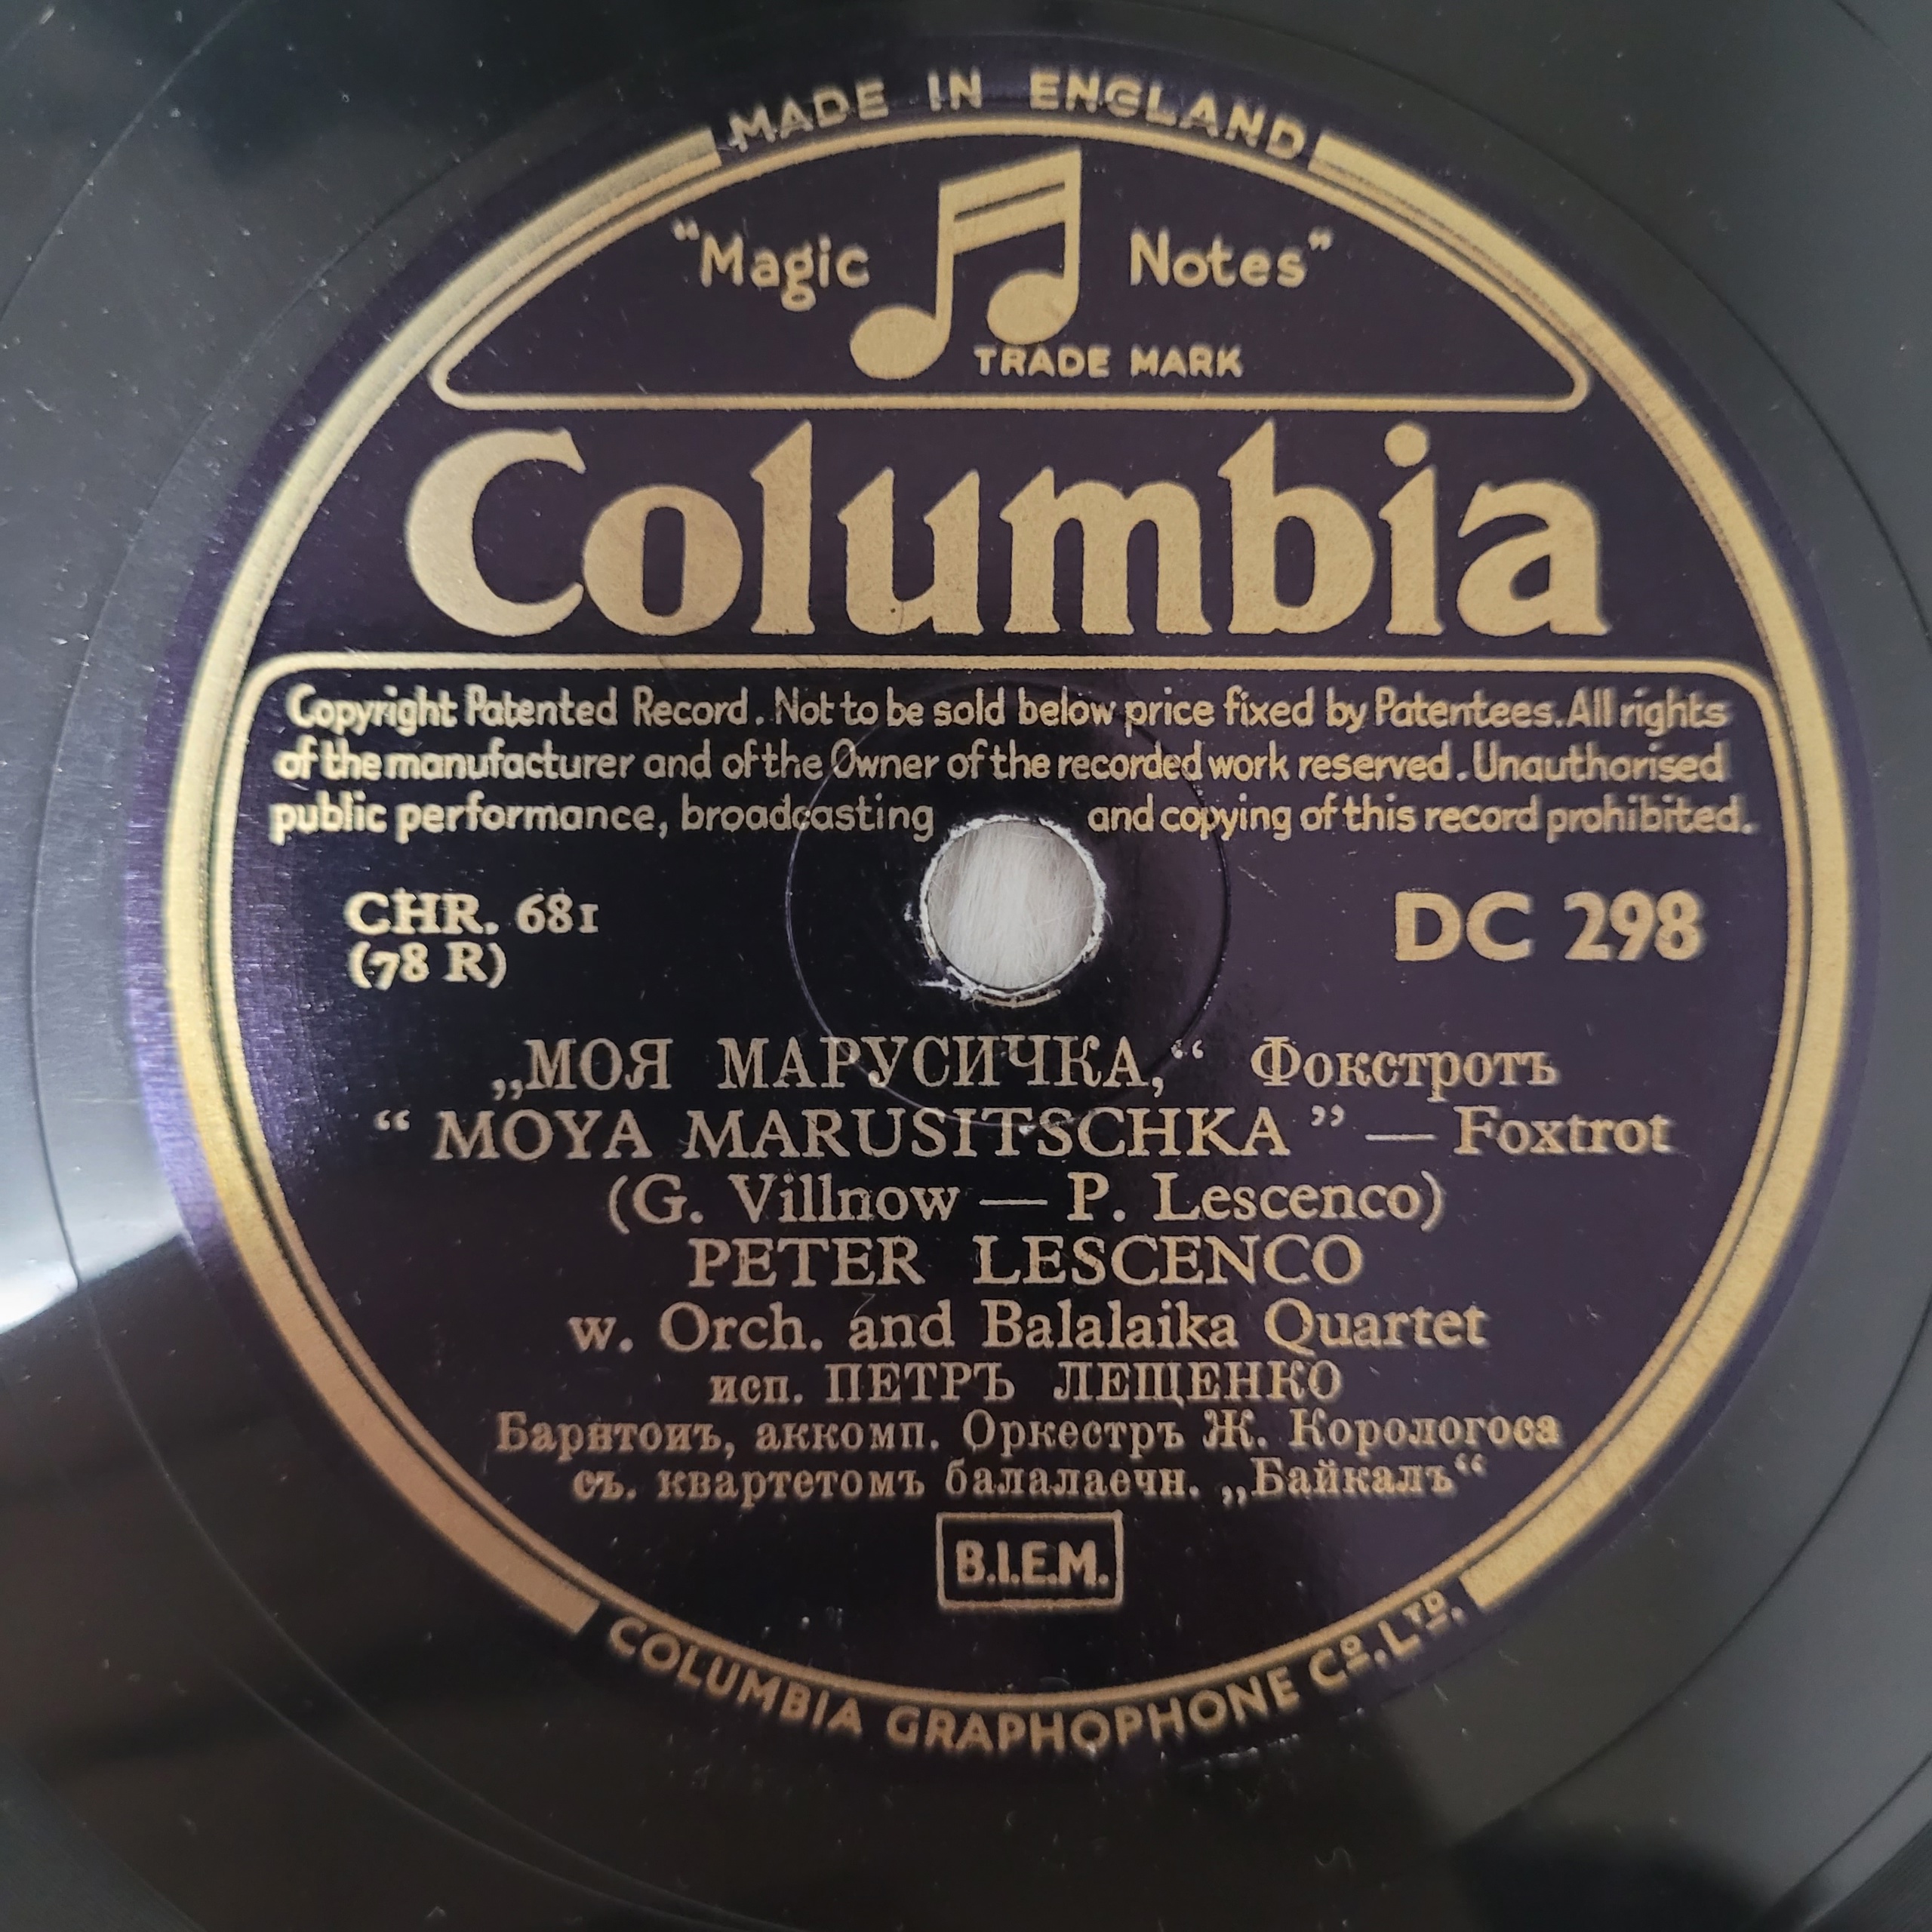 MADE IN ENGLAND
"Magic Notes"
TRADE MARK
Columbia
Copyright Patented Record. Not to be sold below price fixed by Patentees. All rights
of the manufacturer and of the Owner of the recorded work reserved. Unauthorised
public performance, broadcasting and copying of this record prohibited.
CHR. 681
(78 R)
DC 298
„МОЯ МАРУСИЧКА,“ Фокстротъ
“ MOYA MARUSITSCHKA ” — Foxtrot
(G. Villnow — P. Lescenco)
PETER LESCENCO
w. Orch. and Balalaika Quartet
исп. ПЕТРЪ ЛЕЩЕНКО
Барнтоиъ, аккомп. Оркестръ Ж. Корологоса
съ. квартетомъ балалаечн. „Байкалъ“
B.I.E.M.
COLUMBIA GRAPHOPHONE Co. LTD.